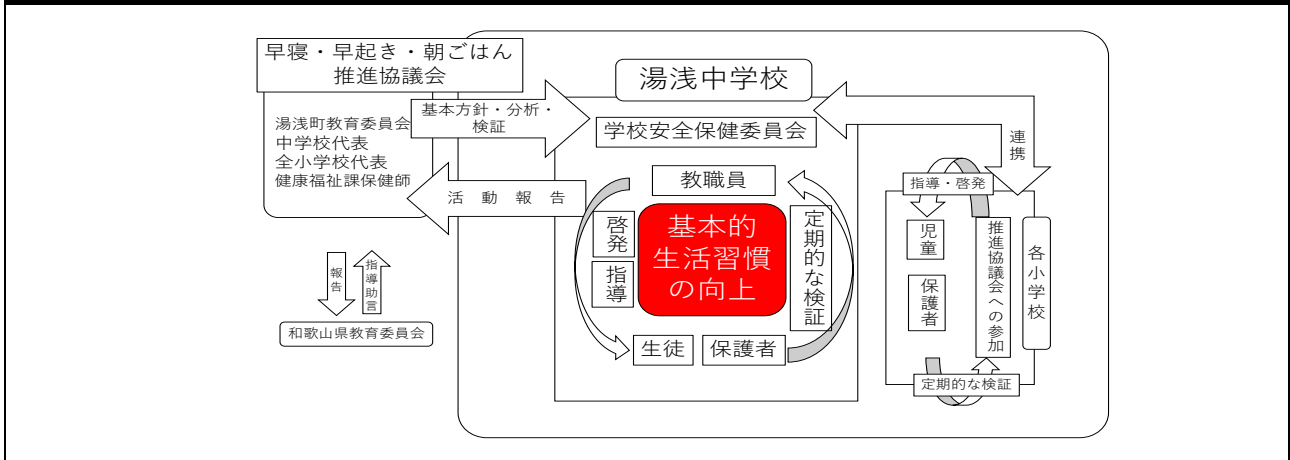 早寝・早起き・朝ごはん
推進協議会
湯浅町教育委員会
中学校代表
全小学校代表
健康福祉課保健師
基本方針・分析・
検証
活動報告
報告
指導助言
和歌山県教育委員会
湯浅中学校
学校安全保健委員会
教職員
啓発
指導
基本的
生活習慣
の向上
定期的な検証
生徒
保護者
連携
指導・啓発
児童
保護者
推進協議会への参加
各小学校
定期的な検証